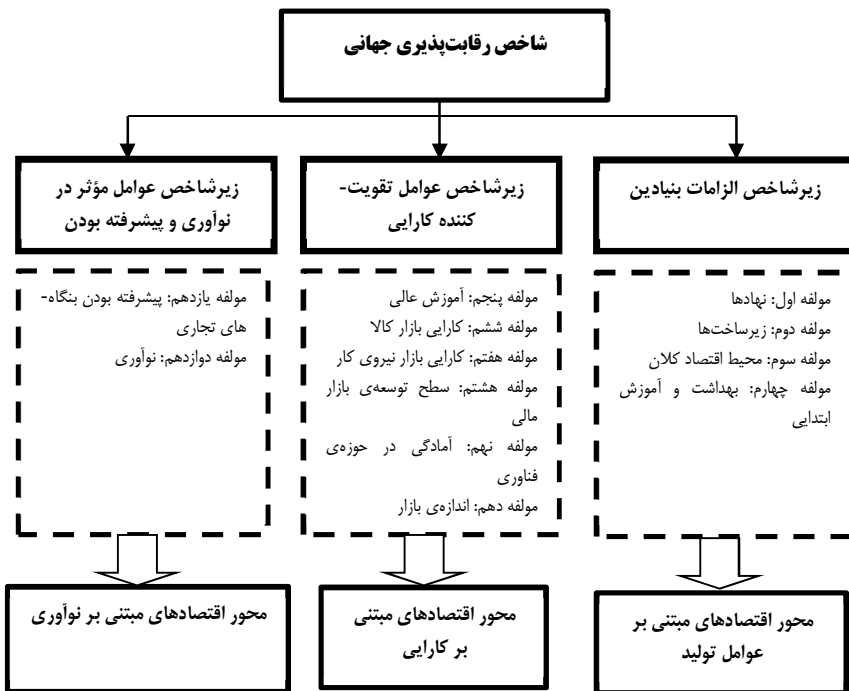 شاخص رقابت‌پذیری جهانی
زیرشاخص الزامات بنیادین
زیرشاخص عوامل تقویت-
کننده کارایی
زیرشاخص عوامل مؤثر در
نوآوری و پیشرفته بودن
مولفه اول: نهادها
مولفه دوم: زیرساخت‌ها
مولفه سوم: محیط اقتصاد کلان
مولفه چهارم: بهداشت و آموزش
ابتدایی
مولفه پنجم: آموزش عالی
مولفه ششم: کارایی بازار کالا
مولفه هفتم: کارایی بازار نیروی کار
مولفه هشتم: سطح توسعه‌ی بازار
مالی
مولفه نهم: آمادگی در حوزه‌ی
فناوری
مولفه دهم: اندازه‌ی بازار
مولفه یازدهم: پیشرفته بودن بنگاه-
های تجاری
مولفه دوازدهم: نوآوری
محور اقتصادهای مبتنی بر
عوامل تولید
محور اقتصادهای مبتنی
بر کارایی
محور اقتصادهای مبتنی بر نوآوری